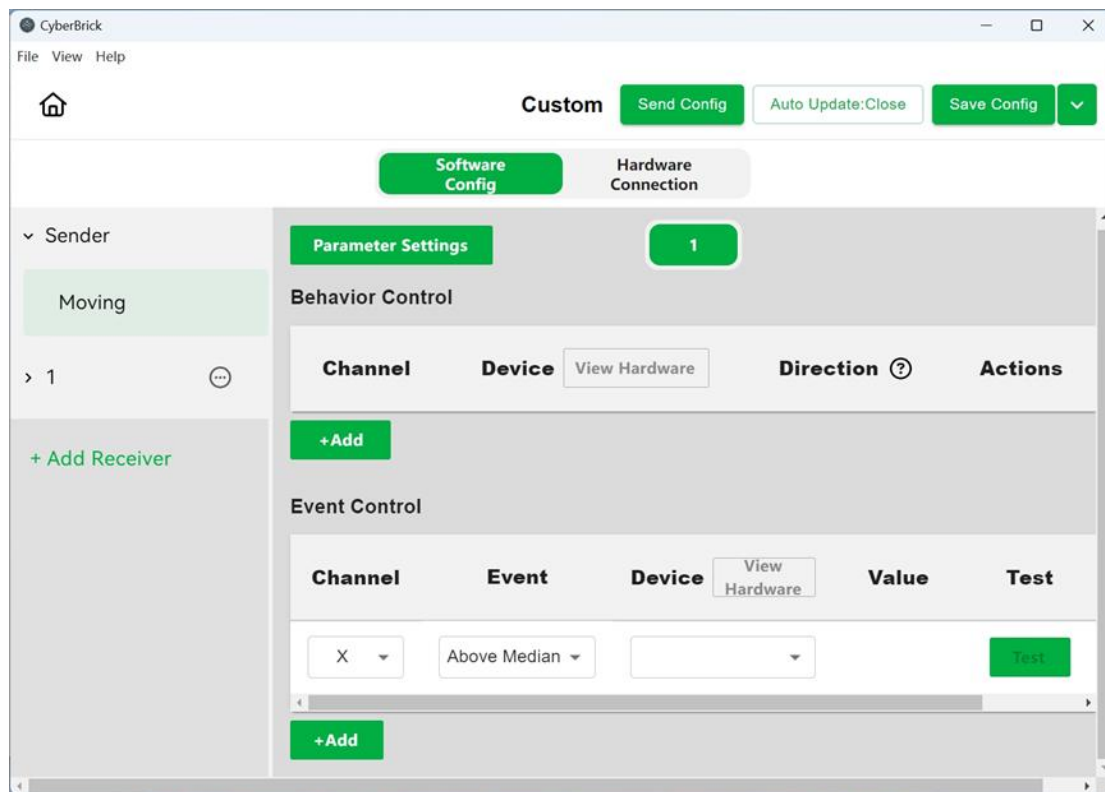 CyberBrick
File View Help
Custom Send Config Auto Update:Close Save Config
Software
Config
Hardware
Connection
Sender
Moving
1
+ Add Receiver
Parameter Settings
1
Behavior Control
Channel Device View Hardware Direction ? Actions
+Add
Event Control
Channel Event Device View
Hardware Value Test
X Above Median Test
+Add